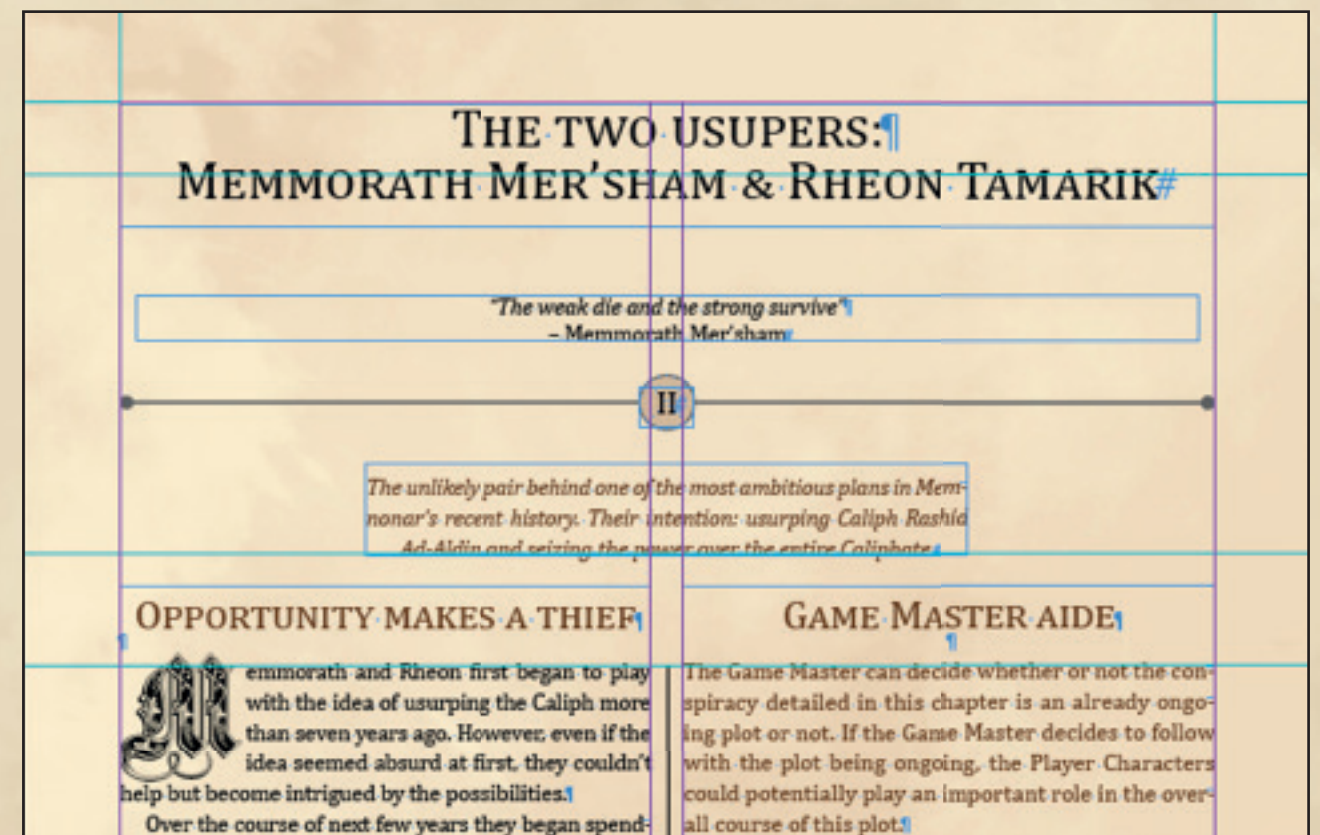 The two usupers:
Memmorath Mer’sham & Rheon Tamarik
“The weak die and the strong survive”
– Memmorath Mer’sham
II
The unlikely pair behind one of the most ambitious plans in Mem-
nonar’s recent history. Their intention: usurping Caliph Rashid
Ad-Aldin and seizing the power over the entire Caliphate.
Opportunity makes a thief
Memmorath and Rheon first began to play
with the idea of usurping the Caliph more
than seven years ago. However, even if the
idea seemed absurd at first, they couldn’t
help but become intrigued by the possibilities.
Over the course of next few years they began spend-
Game Master aide
The Game Master can decide whether or not the con-
spiracy detailed in this chapter is an already ongo-
ing plot or not. If the Game Master decides to follow
with the plot being ongoing, the Player Characters
could potentially play an important role in the over-
all course of this plot.